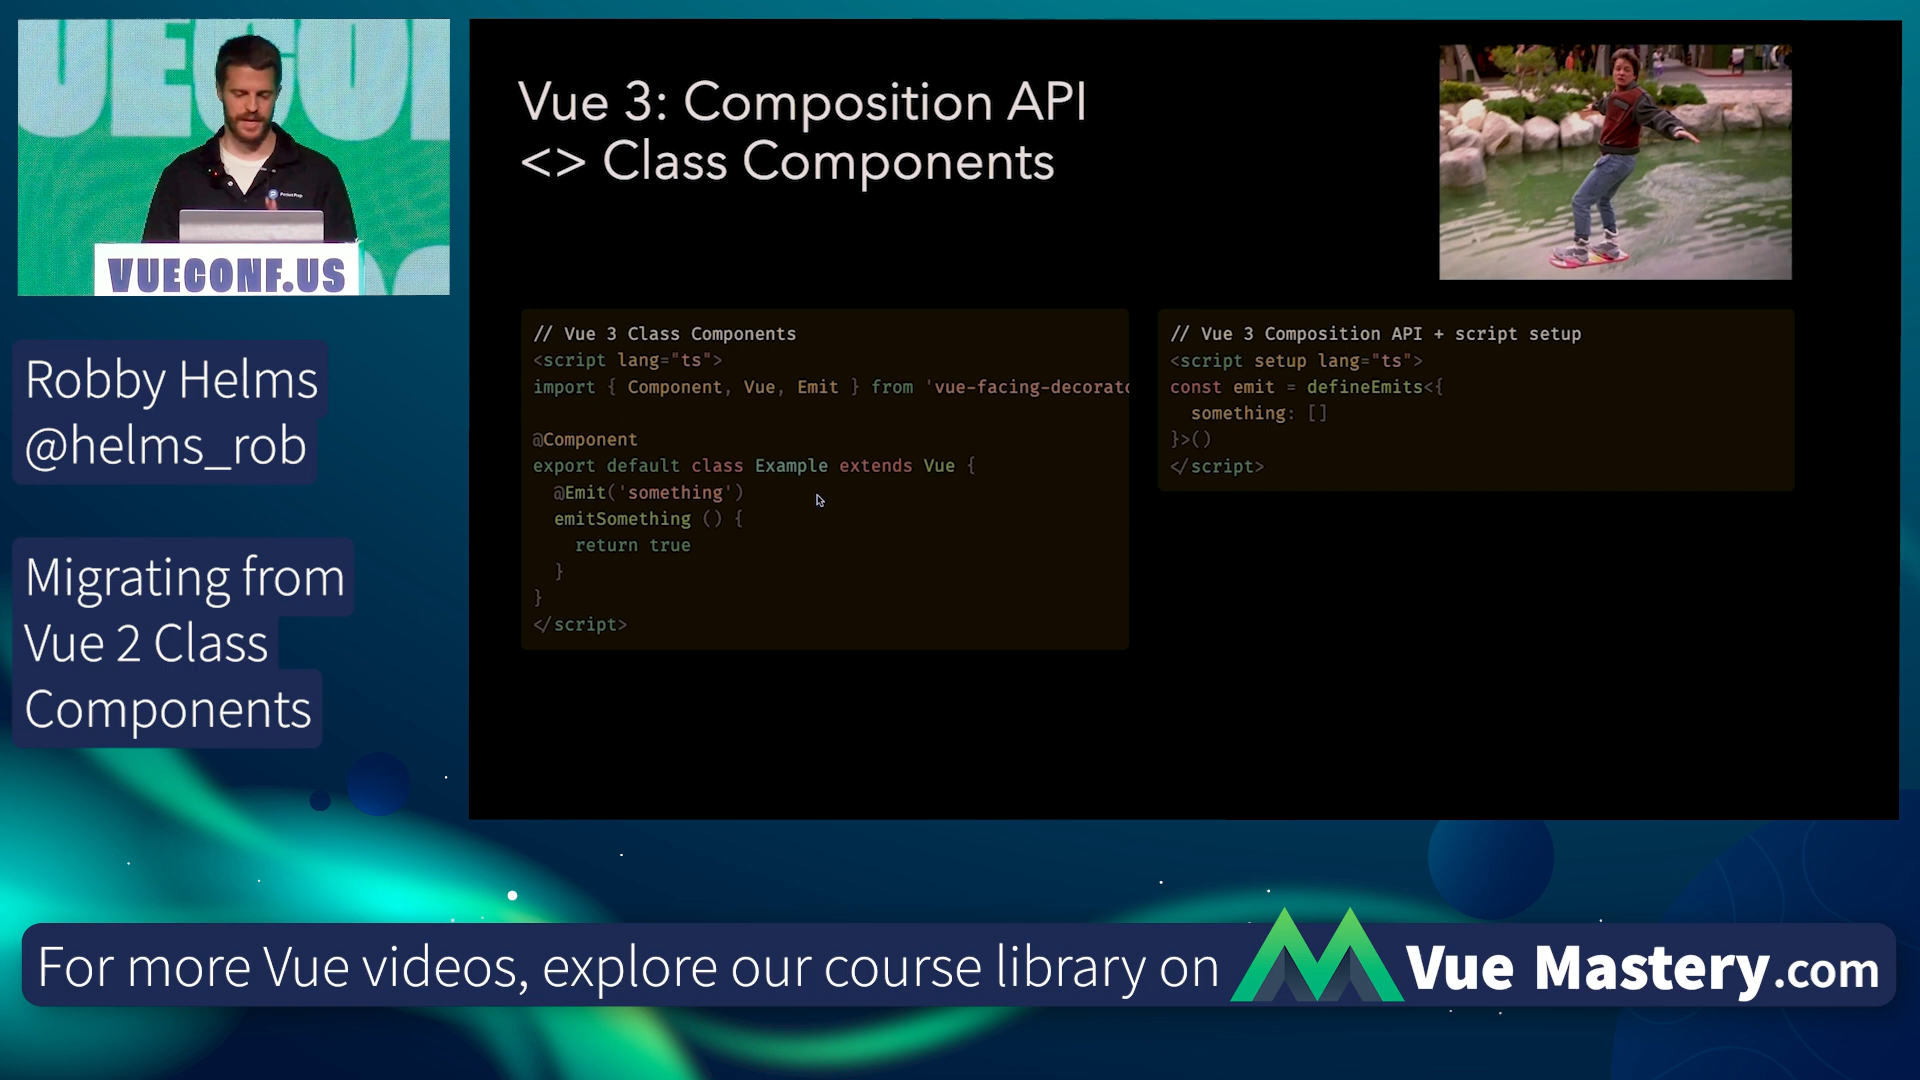 VUECONF.US
Robby Helms
@helms_rob
Migrating from
Vue 2 Class
Components
Vue 3: Composition API
<> Class Components
// Vue 3 Class Components
<script lang="ts">
import { Component, Vue, Emit } from 'vue-facing-decorato
@Component
export default class Example extends Vue {
@Emit('something')
emitSomething () {
return true
}
}
</script>
// Vue 3 Composition API + script setup
<script setup lang="ts">
const emit = defineEmits<{
something: []
}>()
</script>
For more Vue videos, explore our course library on Vue Mastery.com